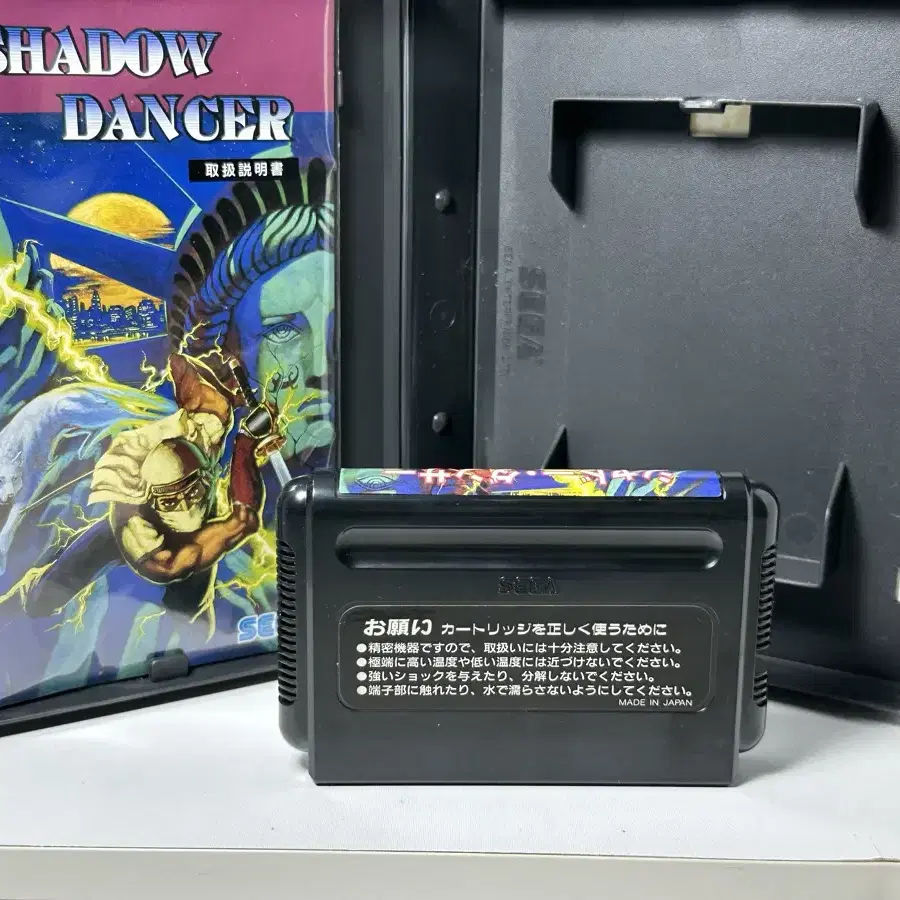 SHADOW
DANCER
取扱説明書
SEGA
SEGA
お願い カートリッジを正しく使うために
●精密機器ですので、取扱いには十分注意してください。
●極端に高い温度や低い温度には近づけないでください。
●強いショックを与えたり、分解しないでください。
●端子部に触れたり、水で濡らさないようにしてください。
MADE IN JAPAN